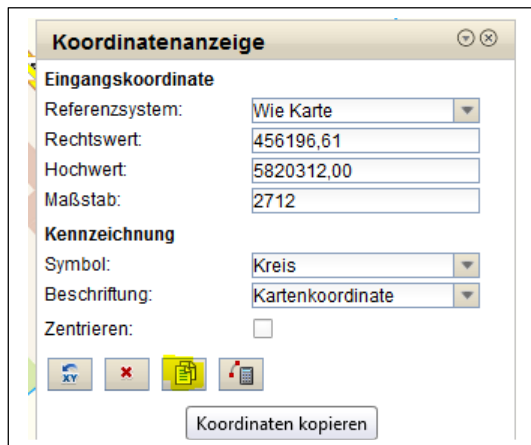 Koordinatenanzeige
Eingangskoordinate
Referenzsystem: Wie Karte
Rechtswert: 456196,61
Hochwert: 5820312,00
Maßstab: 2712
Kennzeichnung
Symbol: Kreis
Beschriftung: Kartenkoordinate
Zentrieren:
XY
Koordinaten kopieren